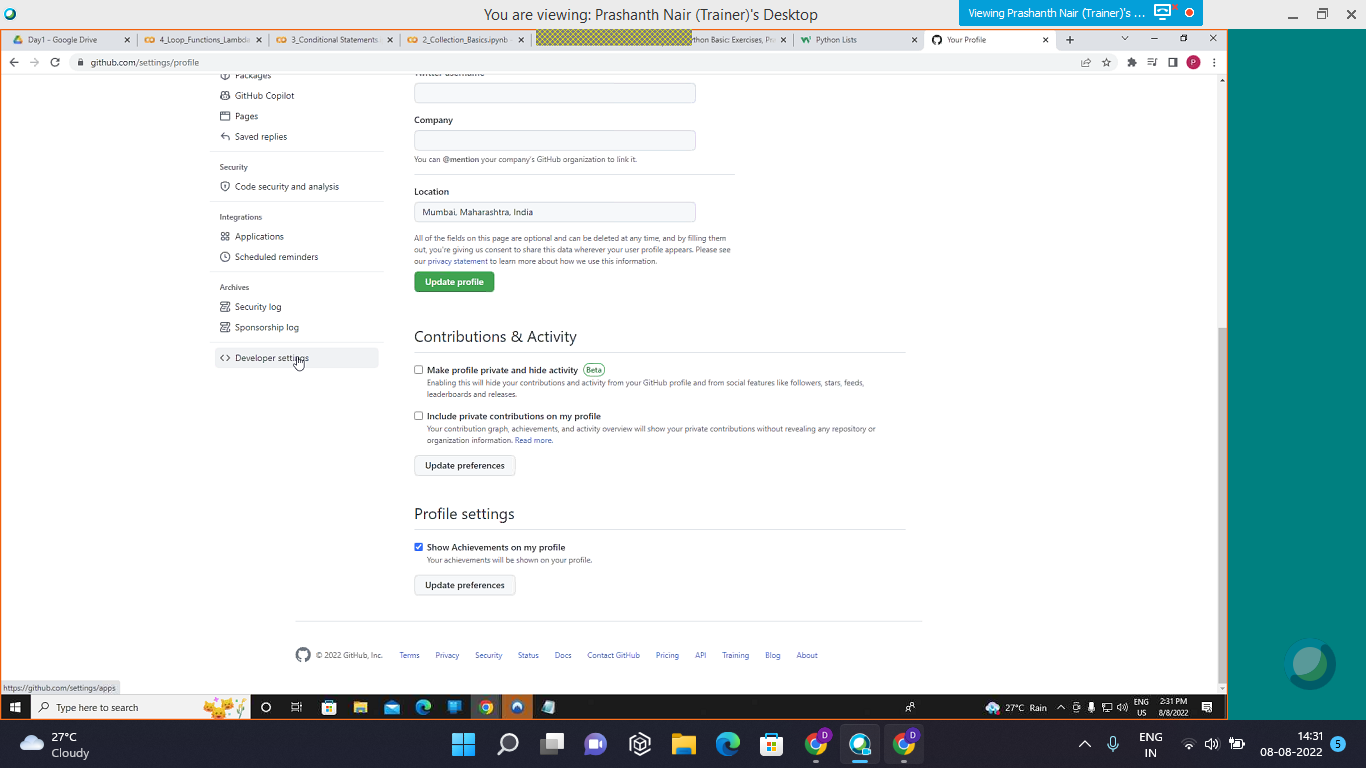 You are viewing: Prashanth Nair (Trainer)'s Desktop
Viewing Prashanth Nair (Trainer)'s ...
Day1 - Google Drive
4_Loop_Functions_Lambda
3_Conditional Statements
2_Collection_Basics.ipynb
thon Basic: Exercises, Pra
Python Lists
Your Profile
github.com/settings/profile
P
Packages
GitHub Copilot
Pages
Saved replies
Security
Code security and analysis
Integrations
Applications
Scheduled reminders
Archives
Security log
Sponsorship log
Developer settings
Twitter username
Company
You can @mention your company's GitHub organization to link it.
Location
Mumbai, Maharashtra, India
All of the fields on this page are optional and can be deleted at any time, and by filling them
out, you're giving us consent to share this data wherever your user profile appears. Please see
our privacy statement to learn more about how we use this information.
Update profile
Contributions & Activity
Make profile private and hide activity Beta
Enabling this will hide your contributions and activity from your GitHub profile and from social features like followers, stars, feeds,
leaderboards and releases.
Include private contributions on my profile
Your contribution graph, achievements, and activity overview will show your private contributions without revealing any repository or
organization information. Read more.
Update preferences
Profile settings
Show Achievements on my profile
Your achievements will be shown on your profile.
Update preferences
© 2022 GitHub, Inc. Terms Privacy Security Status Docs Contact GitHub Pricing API Training Blog About
https://github.com/settings/apps
Type here to search
27°C Rain
ENG
US
2:31 PM
8/8/2022
27°C
Cloudy
D
D
ENG
IN
14:31
08-08-2022
5